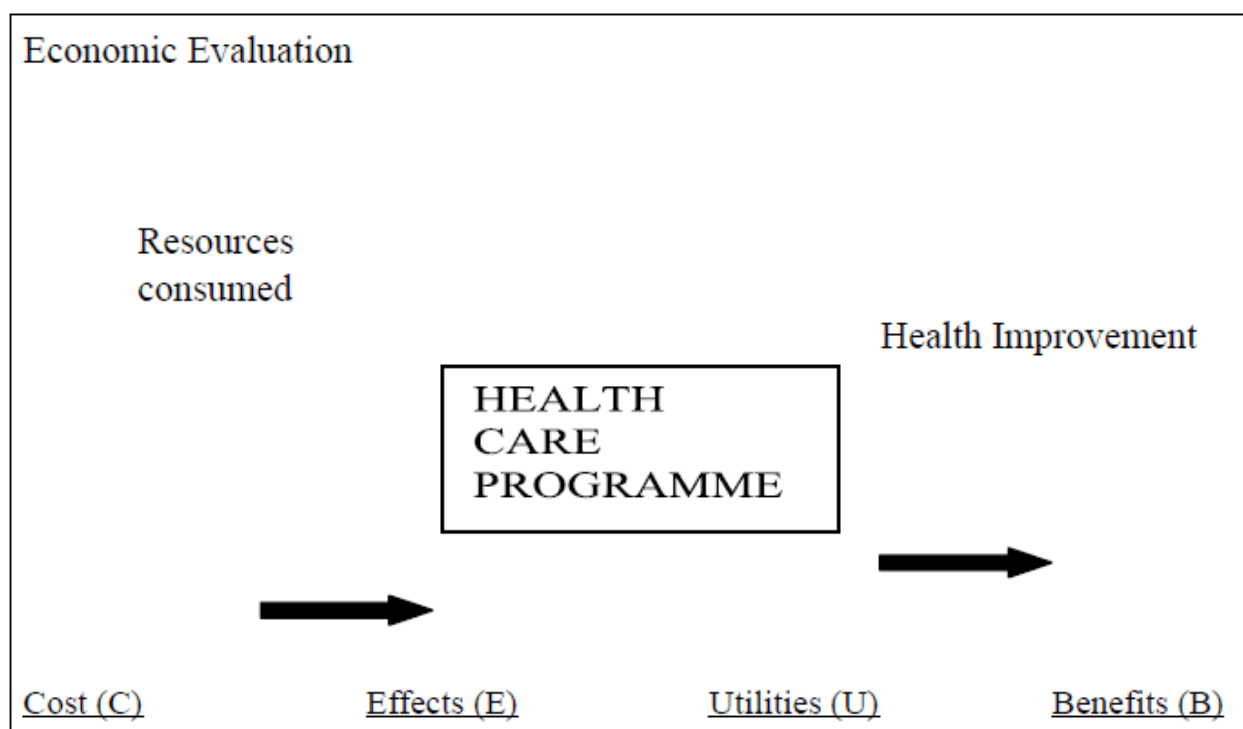 Economic Evaluation
Resources
consumed
Health Improvement
HEALTH
CARE
PROGRAMME
Cost (C) Effects (E) Utilities (U) Benefits (B)